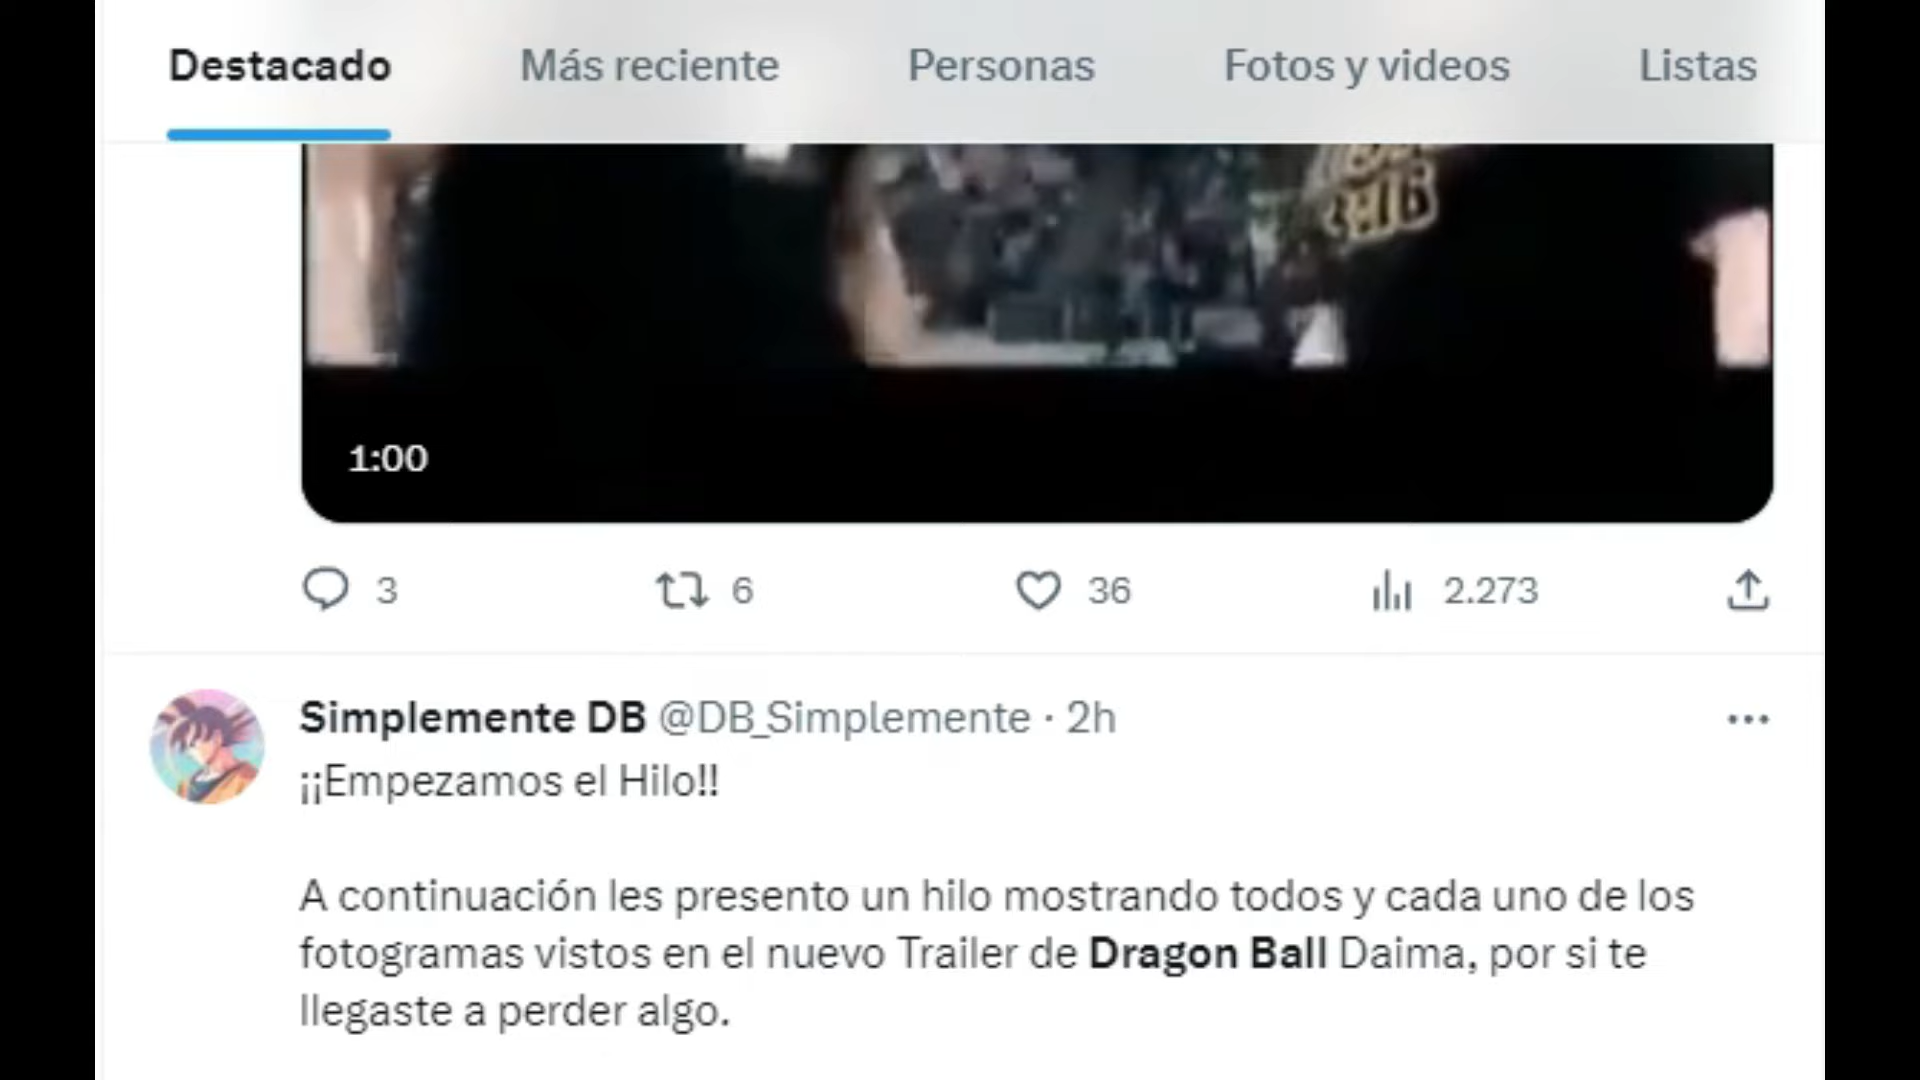 Destacado Más reciente Personas Fotos y videos Listas
1:00
3 6 36 2.273
Simplemente DB @DB_Simplemente · 2h
¡¡Empezamos el Hilo!!
A continuación les presento un hilo mostrando todos y cada uno de los
fotogramas vistos en el nuevo Trailer de Dragon Ball Daima, por si te
llegaste a perder algo.